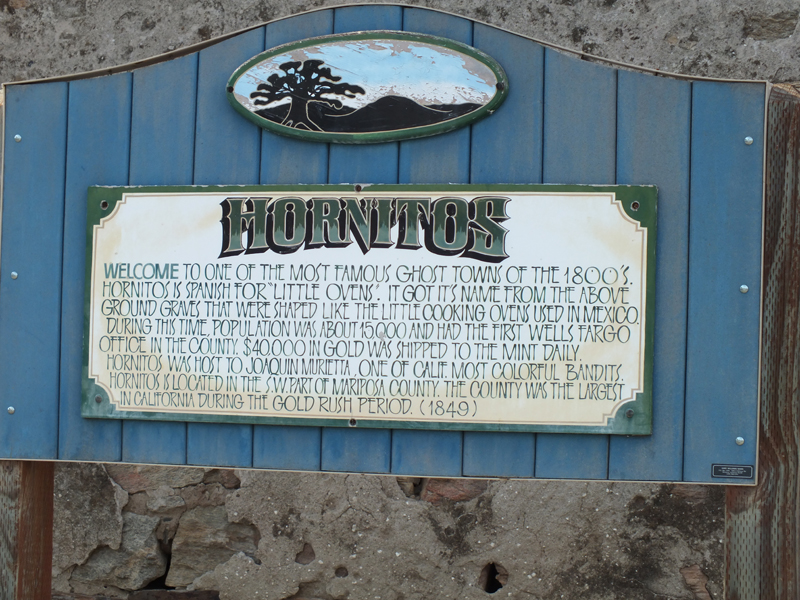 HORNITOS
WELCOME TO ONE OF THE MOST FAMOUS GHOST TOWNS OF THE 1800'S.
HORNITOS IS SPANISH FOR "LITTLE OVENS". IT GOT IT'S NAME FROM THE ABOVE
GROUND GRAVES THAT WERE SHAPED LIKE THE LITTLE COOKING OVENS USED IN MEXICO.
DURING THIS TIME, POPULATION WAS ABOUT 15,000 AND HAD THE FIRST WELLS FARGO
OFFICE IN THE COUNTY. $40,000 IN GOLD WAS SHIPPED TO THE MINT DAILY.
HORNITOS WAS HOST TO JOAQUIN MURIETTA, ONE OF CALIF. MOST COLORFUL BANDITS.
HORNITOS IS LOCATED IN THE S.W. PART OF MARIPOSA COUNTY. THE COUNTY WAS THE LARGEST
IN CALIFORNIA DURING THE GOLD RUSH PERIOD. (1849)